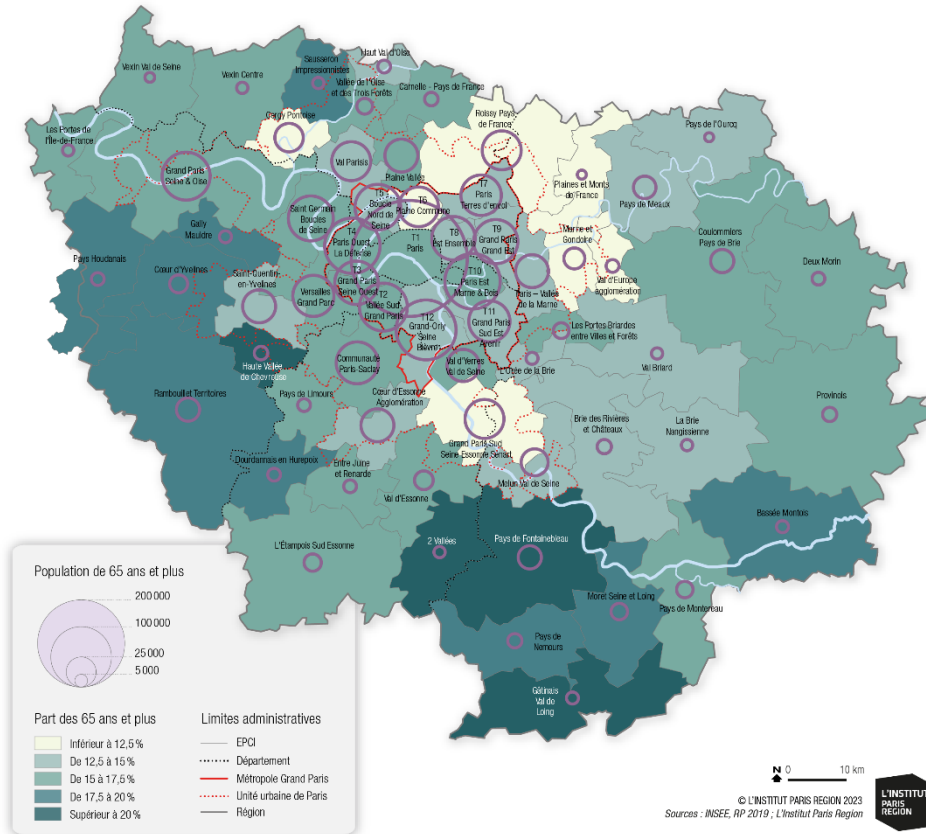 Haut Val d'Oise
Vexin Val de Seine
Vexin Centre
Sausseron
Impressionnistes
Vallée de l'Oise
et des Trois Forêts
Carnelle - Pays de France
Cergy Pontoise
Roissy Pays
de France
Les Portes de
l'Île-de-France
Pays de l'Ourcq
Val Parisis
Plaine Vallée
Grand Paris
Seine & Oise
Plaines et Monts
de France
Pays de Meaux
T5
Boucle
Nord de
Seine
T6
Plaine Commune
T7
Paris
Terres d'envol
Saint Germain
Boucles
de Seine
T4
Paris Ouest
La Défense
T1
Paris
T8
Est Ensemble
T9
Grand Paris
Grand Est
Marne et
Gondoire
Coulommiers
Pays de Brie
Gally
Mauldre
Val d'Europe
agglomération
Deux Morin
Pays Houdanais
Cœur d'Yvelines
Saint-Quentin
en-Yvelines
Versailles
Grand Parc
T3
Grand Paris
Seine Ouest
T2
Vallée Sud
Grand Paris
T10
Paris Est
Marne & Bois
Paris – Vallée
de la Marne
T12
Grand-Orly
Seine
Bièvre
T11
Grand Paris
Sud Est
Avenir
Les Portes Briardes
entre Villes et Forêts
Haute Vallée
de Chevreuse
Communauté
Paris-Saclay
Val d'Yerres
Val de Seine
L'Orée de la Brie
Val Briard
Rambouillet Territoires
Pays de Limours
Cœur d'Essonne
Agglomération
Provinois
Grand Paris Sud
Seine Essonne Sénart
Brie des Rivières
et Châteaux
La Brie
Nangissienne
Dourdannais en Hurepoix
Entre Juine
et Renarde
Val d'Essonne
Melun Val de Seine
Bassée Montois
L'Étampois Sud Essonne
2 Vallées
Pays de Fontainebleau
Moret Seine et Loing
Pays de Montereau
Pays de
Nemours
Gâtinais
Val de
Loing
Population de 65 ans et plus
200 000
100 000
25 000
5 000
Part des 65 ans et plus
Inférieur à 12,5 %
De 12,5 à 15 %
De 15 à 17,5 %
De 17,5 à 20 %
Supérieur à 20 %
Limites administratives
EPCI
Département
Métropole Grand Paris
Unité urbaine de Paris
Région
N 0 10 km
© L'INSTITUT PARIS REGION 2023
Sources : INSEE, RP 2019 ; L'Institut Paris Region
L'INSTITUT
PARIS
REGION